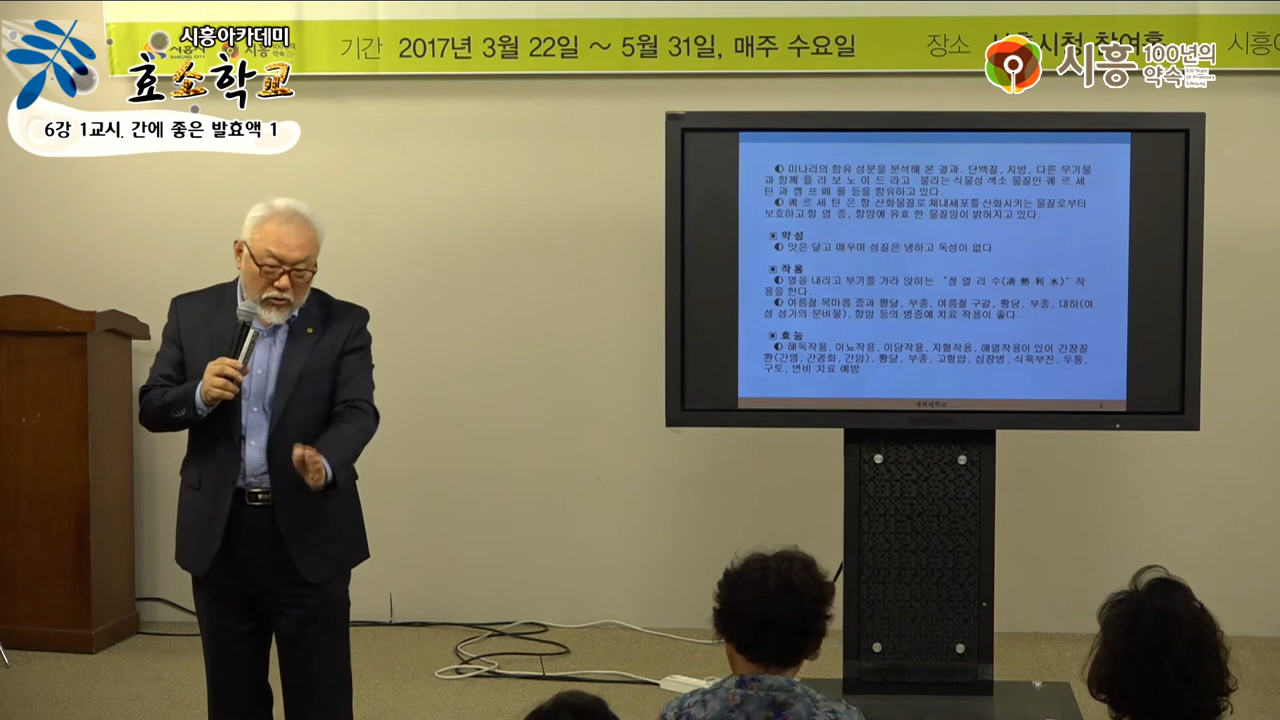 시흥아카데미
효소학교
6강 1교시. 간에 좋은 발효액 1
기간 2017년 3월 22일 ~ 5월 31일, 매주 수요일
장소 시흥시청 참여홀
시흥 100년의
약속
◐ 미나리의 함유 성분을 분석해 본 결과. 단백질, 지방, 다른 무기물
과 함께 플 라 보 노 이 드 라고 불리는 식물성 색소 물질인 퀘 르 세
틴 과 캠 프 페 롤 등을 함유하고 있다.
◐ 퀘 르 세 틴 은 항 산화물질로 체내세포를 산화시키는 물질로부터
보호하고 항 염 증, 항암에 유효 한 물질임이 밝혀지고 있다.
▣ 약 성
◐ 맛은 달고 매우며 성질은 냉하고 독성이 없다.
▣ 작 용
◐ 열을 내리고 부기를 가라 앉히는 “청 열 리 수(清 熱 利 水)” 작
용을 한다.
◐ 여름철 목마름 증과 황달, 부종, 여름철 구갈, 황당, 부종, 대하(여
성 성기의 분비물), 항암 등의 병증에 치료 작용이 좋다.
▣ 효 능
◐ 해독작용, 이뇨작용, 이담작용, 지혈작용, 해열작용이 있어 간장질
환(간염, 간경화, 간암), 황달, 부종, 고혈압, 심장병, 식욕부진, 두통,
구토, 변비 치료 예방